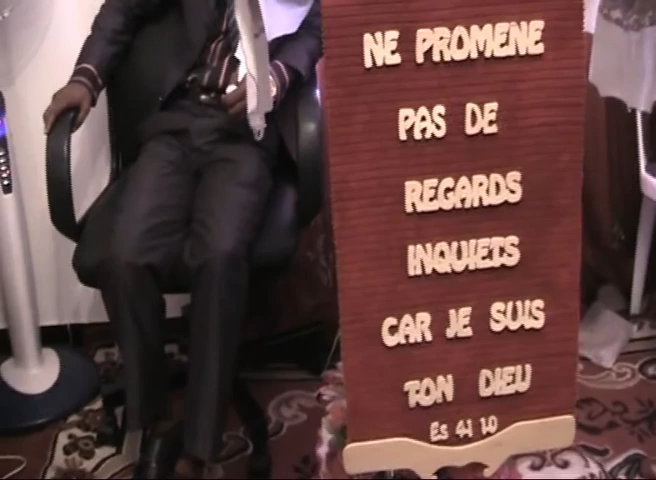 NE PROMENE
PAS DE
REGARDS
INQUIETS
CAR JE SUIS
TON DIEU
Es 41 10